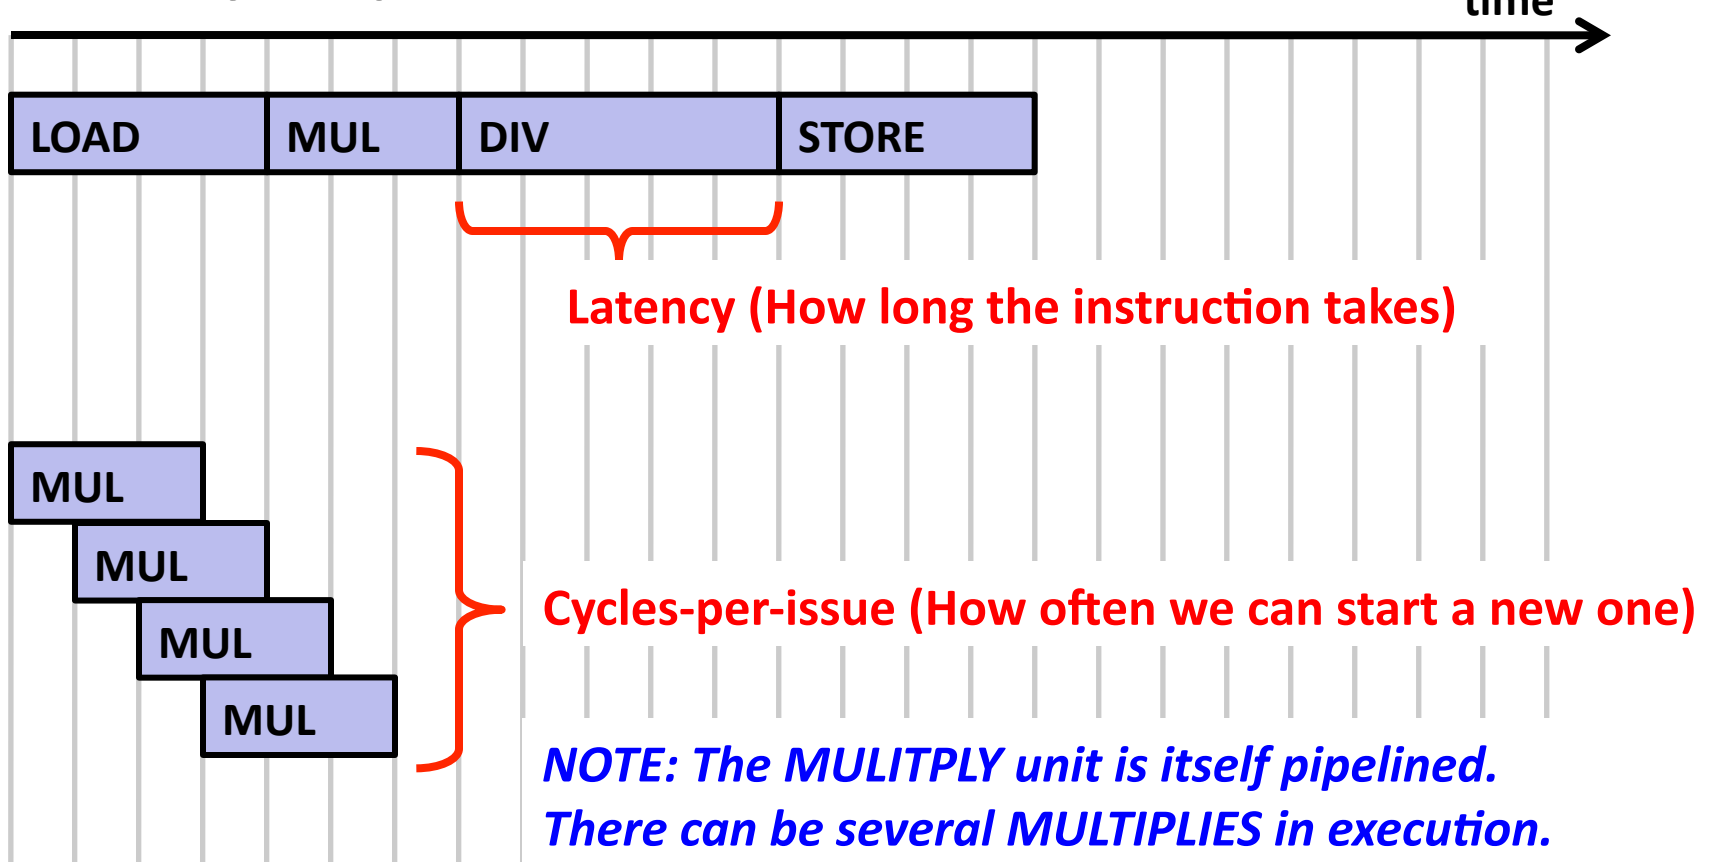 time
LOAD MUL DIV STORE
Latency (How long the instruction takes)
MUL
MUL
MUL
MUL
Cycles-per-issue (How often we can start a new one)
NOTE: The MULITPLY unit is itself pipelined.
There can be several MULTIPLIES in execution.